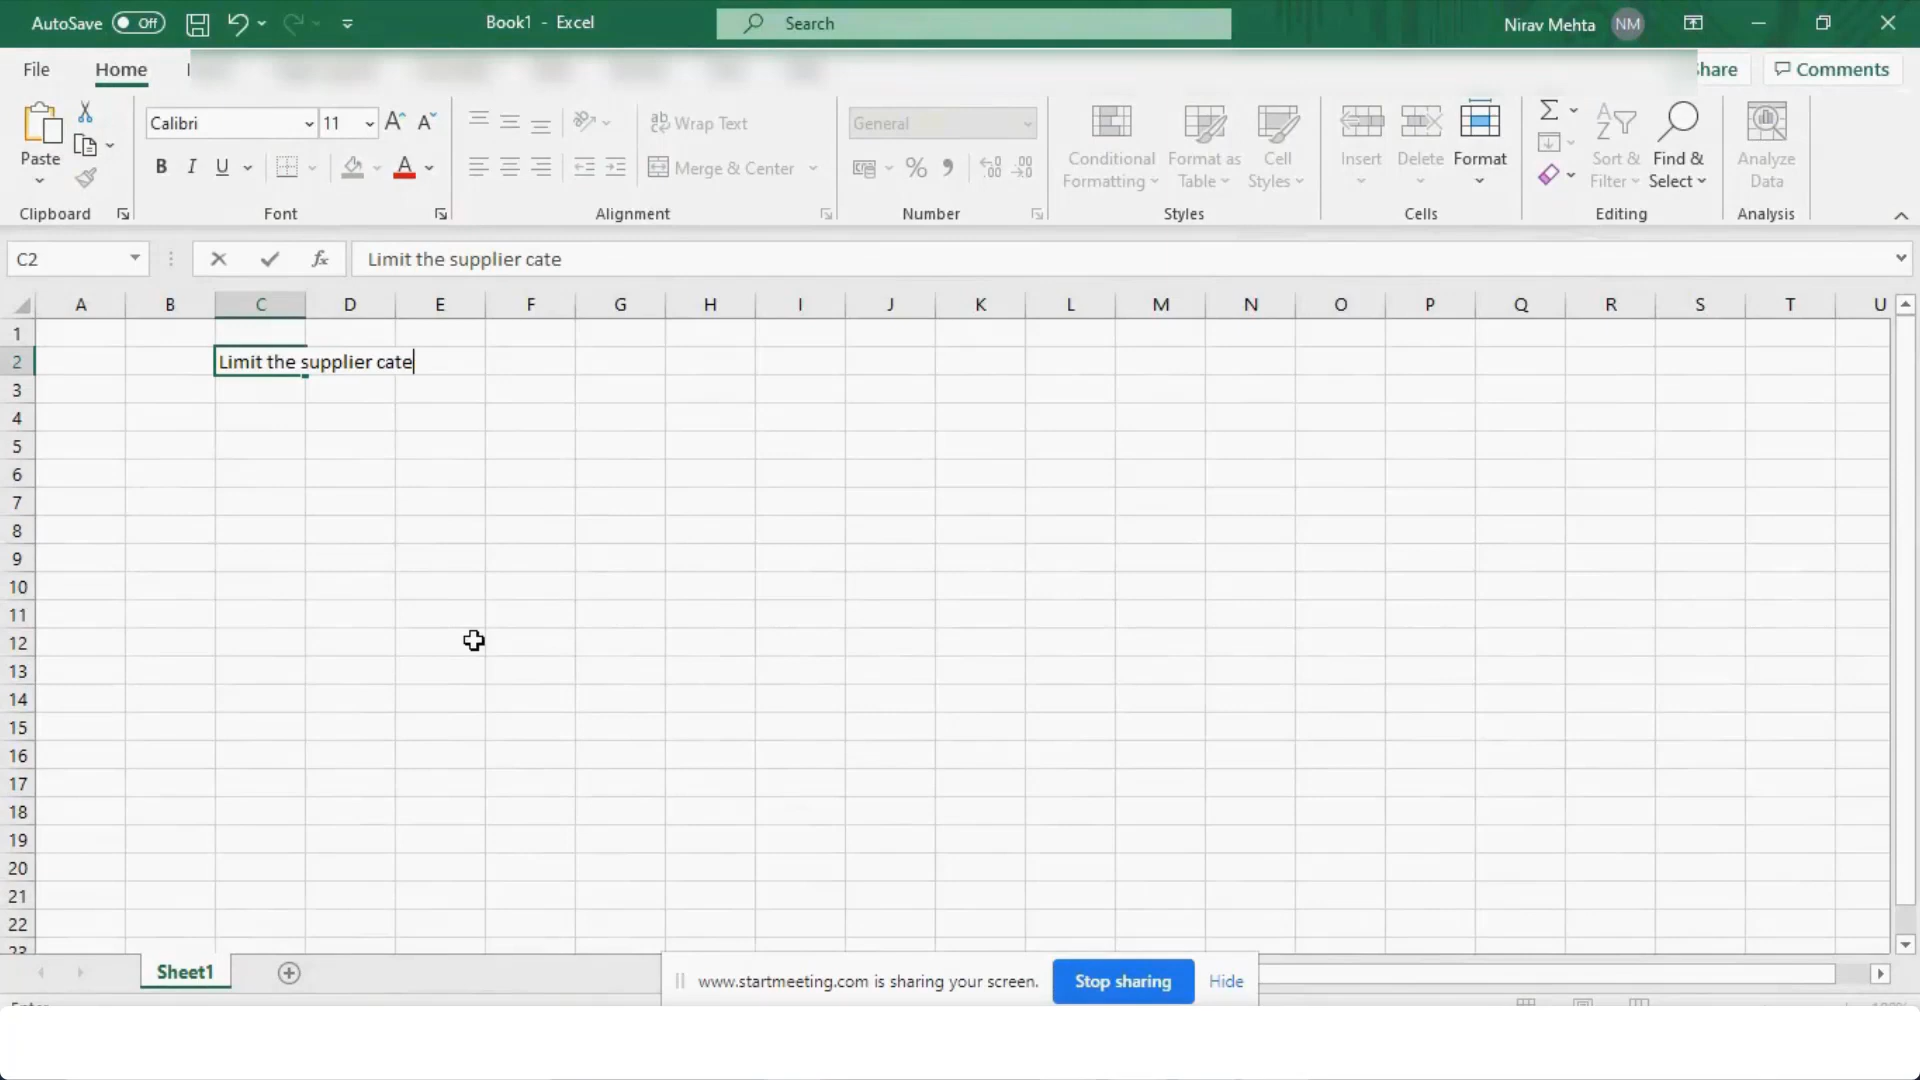 AutoSave Off Book1 - Excel Search Nirav Mehta NM
File Home Share Comments
Calibri 11 Wrap Text General
Paste B I U A Merge & Center % Conditional Formatting Format as Table Cell Styles Insert Delete Format Sort & Filter Find & Select Analyze Data
Clipboard Font Alignment Number Styles Cells Editing Analysis
C2 fx Limit the supplier cate
A B C D E F G H I J K L M N O P Q R S T U
1
2 Limit the supplier cate
3
4
5
6
7
8
9
10
11
12
13
14
15
16
17
18
19
20
21
22
23
Sheet1
www.startmeeting.com is sharing your screen. Stop sharing Hide